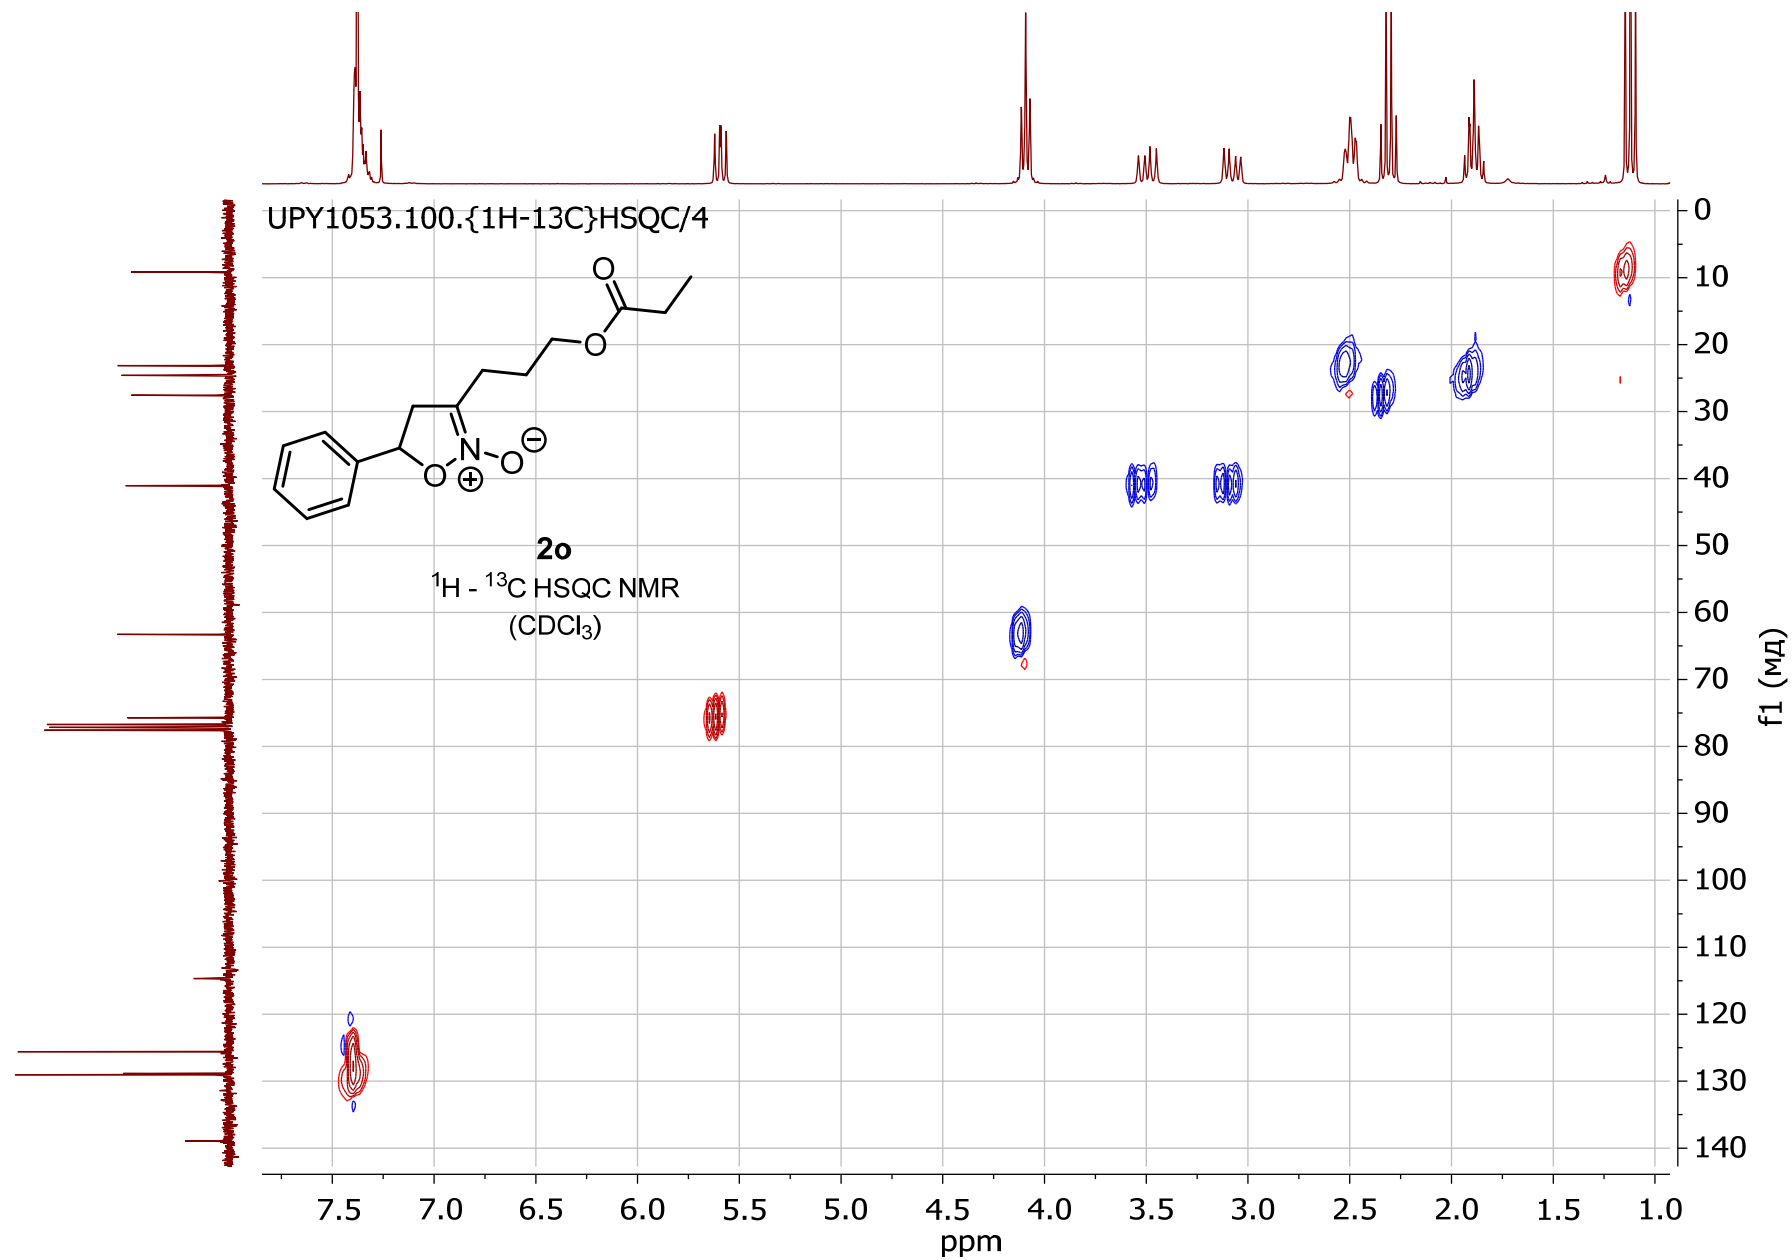 UPY1053.100.{1H-13C}HSQC/4
O
O
N
O
O
⊖
⊕
2o
¹H - ¹³C HSQC NMR
(CDCl₃)
0
10
20
30
40
50
60
70
80
90
100
110
120
130
140
f1 (мд)
7.5 7.0 6.5 6.0 5.5 5.0 4.5 4.0 3.5 3.0 2.5 2.0 1.5 1.0
ppm